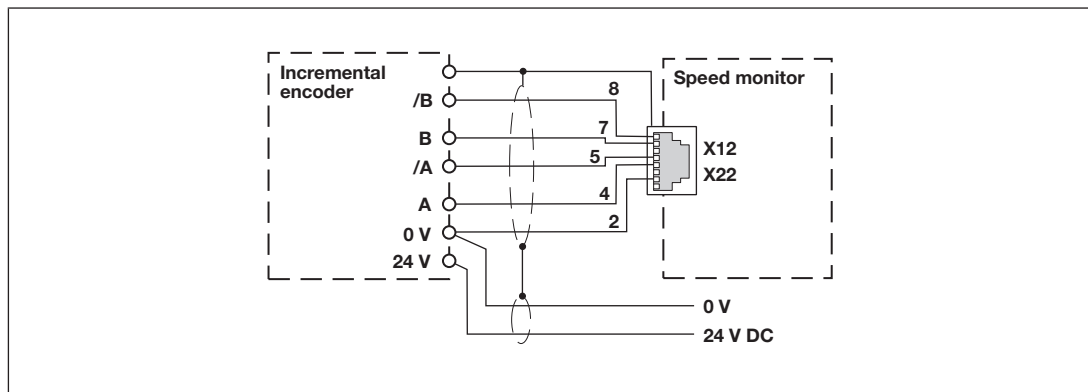 Incremental
encoder
Speed monitor
/B
8
B
7
X12
/A
5
X22
A
4
0 V
2
24 V
0 V
24 V DC